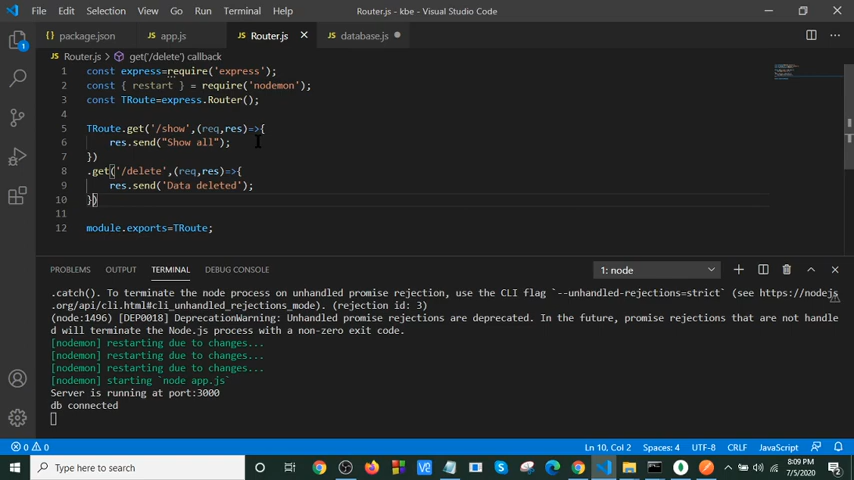 File Edit Selection View Go Run Terminal Help Router.js - kbe - Visual Studio Code
package.json app.js Router.js database.js
Router.js > get('/delete') callback
1 const express=require('express');
2 const { restart } = require('nodemon');
3 const TRoute=express.Router();
4
5 TRoute.get('/show',(req,res)=>{
6 res.send("Show all");
7 })
8 .get('/delete',(req,res)=>{
9 res.send('Data deleted');
10 })
11
12 module.exports=TRoute;
PROBLEMS OUTPUT TERMINAL DEBUG CONSOLE 1: node
.catch(). To terminate the node process on unhandled promise rejection, use the CLI flag `--unhandled-rejections=strict` (see https://nodejs
.org/api/cli.html#cli_unhandled_rejections_mode). (rejection id: 3)
(node:1496) [DEP0018] DeprecationWarning: Unhandled promise rejections are deprecated. In the future, promise rejections that are not handle
d will terminate the Node.js process with a non-zero exit code.
[nodemon] restarting due to changes...
[nodemon] restarting due to changes...
[nodemon] restarting due to changes...
[nodemon] starting `node app.js`
Server is running at port:3000
db connected
0 0 Ln 10, Col 2 Spaces: 4 UTF-8 CRLF JavaScript
Type here to search
8:09 PM
7/5/2020